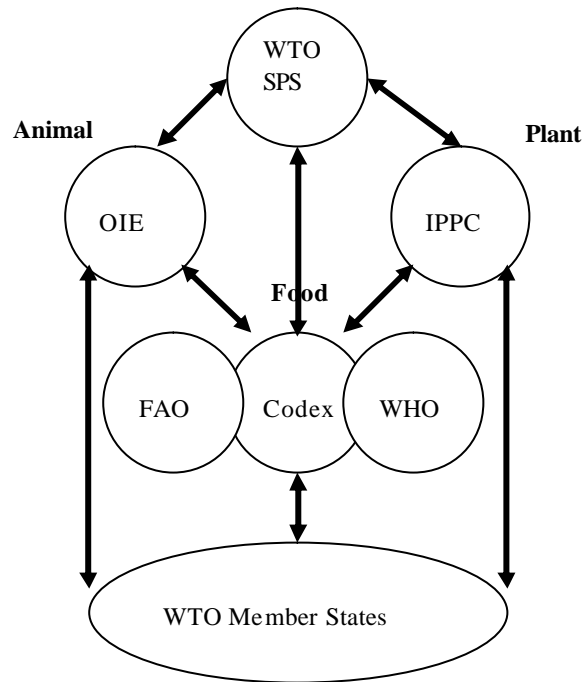 WTO
SPS
Animal
Plant
OIE
IPPC
Food
FAO
Codex
WHO
WTO Member States